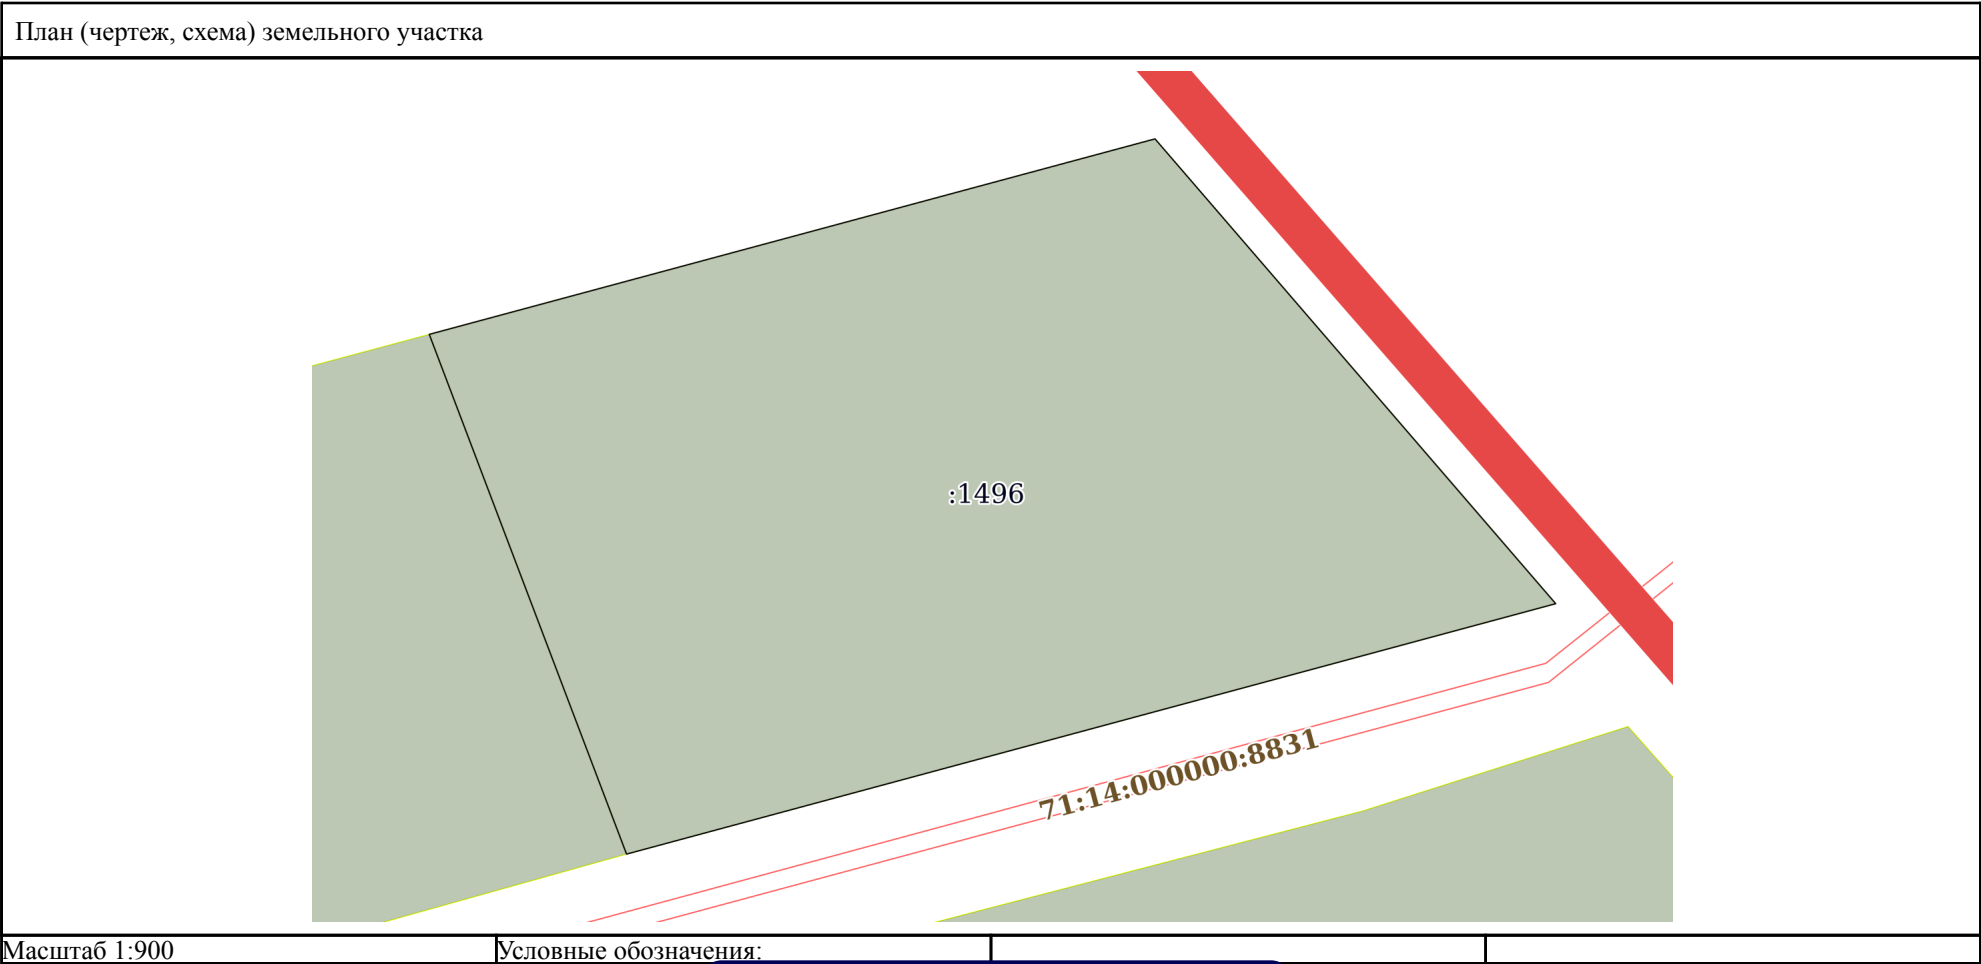 План (чертеж, схема) земельного участка
:1496
71:14:000000:8831
Масштаб 1:900
Условные обозначения: